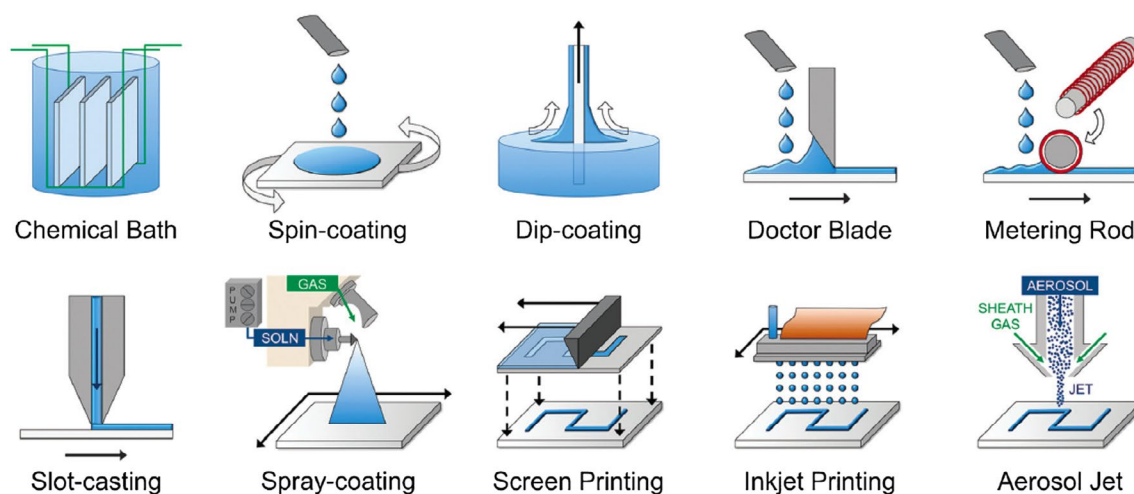 Chemical Bath
Spin-coating
Dip-coating
Doctor Blade
Metering Rod
PUMP
GAS
SOLN
AEROSOL
SHEATH
GAS
JET
Slot-casting
Spray-coating
Screen Printing
Inkjet Printing
Aerosol Jet